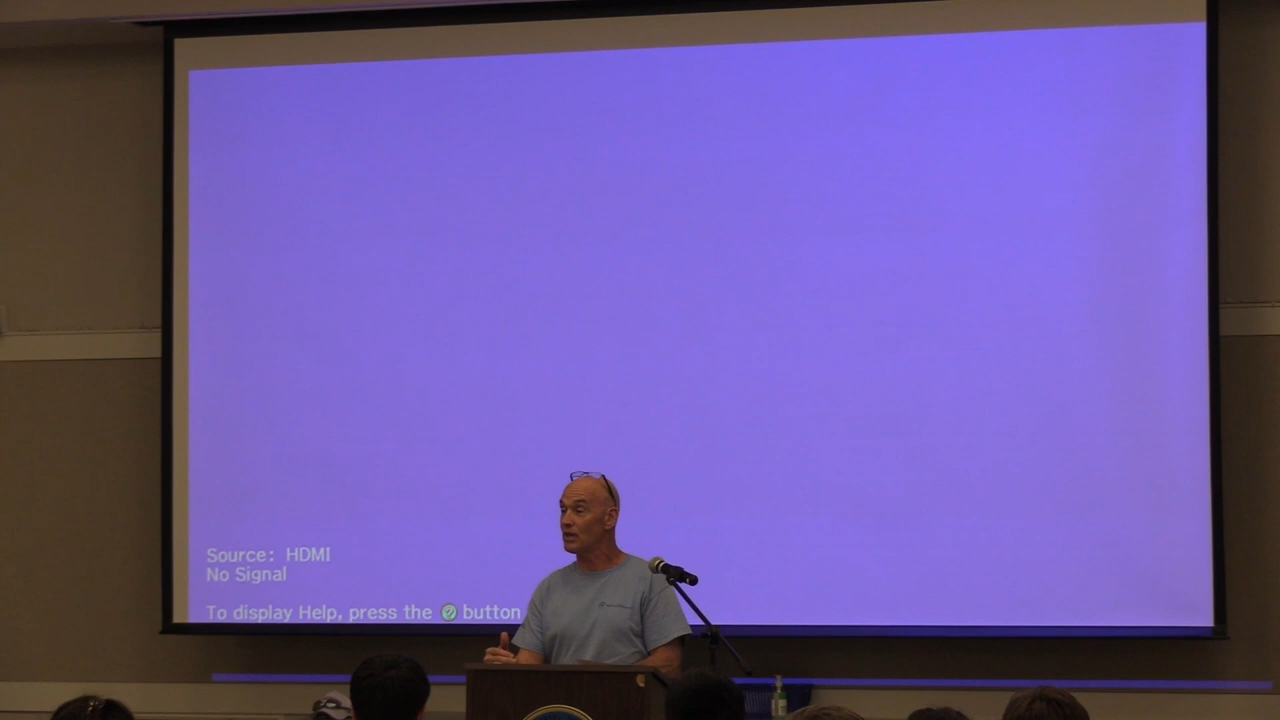 Source: HDMI
No Signal
To display Help, press the button